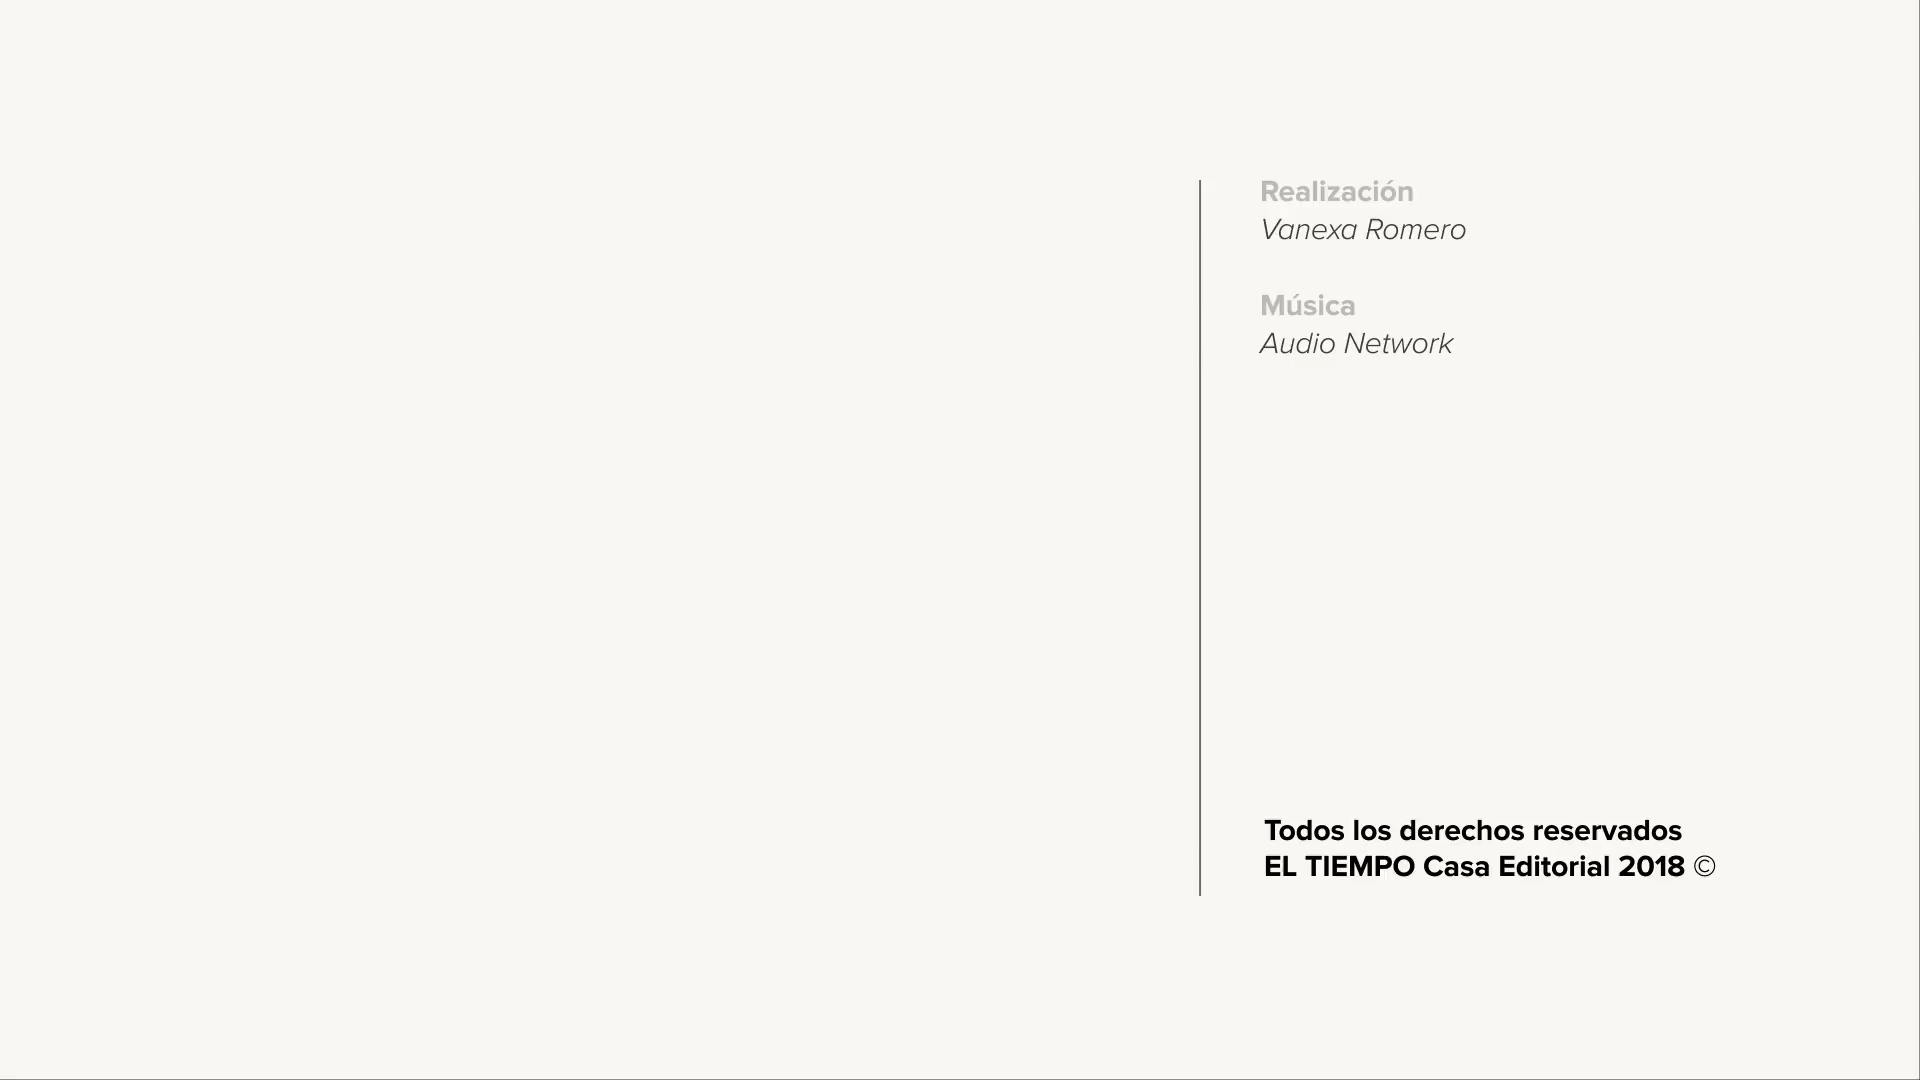 Realización
Vanexa Romero
Música
Audio Network
Todos los derechos reservados
EL TIEMPO Casa Editorial 2018 ©